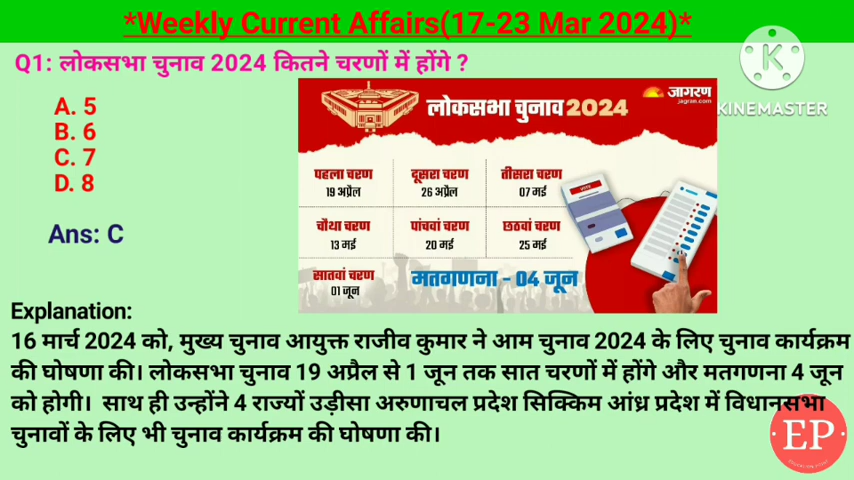 *Weekly Current Affairs(17-23 Mar 2024)*
Q1: लोकसभा चुनाव 2024 कितने चरणों में होंगे ?
KINEMASTER
A. 5
B. 6
C. 7
D. 8
Ans: C
जागरण
jagran.com
लोकसभा चुनाव 2024
पहला चरण
19 अप्रैल
दूसरा चरण
26 अप्रैल
तीसरा चरण
07 मई
चौथा चरण
13 मई
पांचवां चरण
20 मई
छठवां चरण
25 मई
सातवां चरण
01 जून
मतगणना - 04 जून
Explanation:
16 मार्च 2024 को, मुख्य चुनाव आयुक्त राजीव कुमार ने आम चुनाव 2024 के लिए चुनाव कार्यक्रम
की घोषणा की। लोकसभा चुनाव 19 अप्रैल से 1 जून तक सात चरणों में होंगे और मतगणना 4 जून
को होगी। साथ ही उन्होंने 4 राज्यों उड़ीसा अरुणाचल प्रदेश सिक्किम आंध्र प्रदेश में विधानसभा
चुनावों के लिए भी चुनाव कार्यक्रम की घोषणा की।
EP